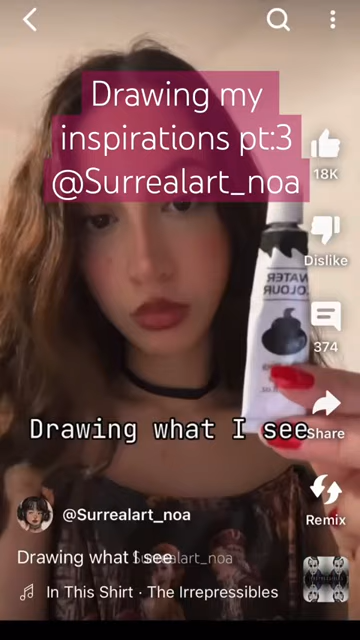 Drawing my
inspirations pt:3
@Surrealart_noa
18K
Dislike
WATER
COLOUR
374
Drawing what I see
Share
@Surrealart_noa
Remix
Drawing what I see
Surrealart_noa
In This Shirt · The Irrepressibles